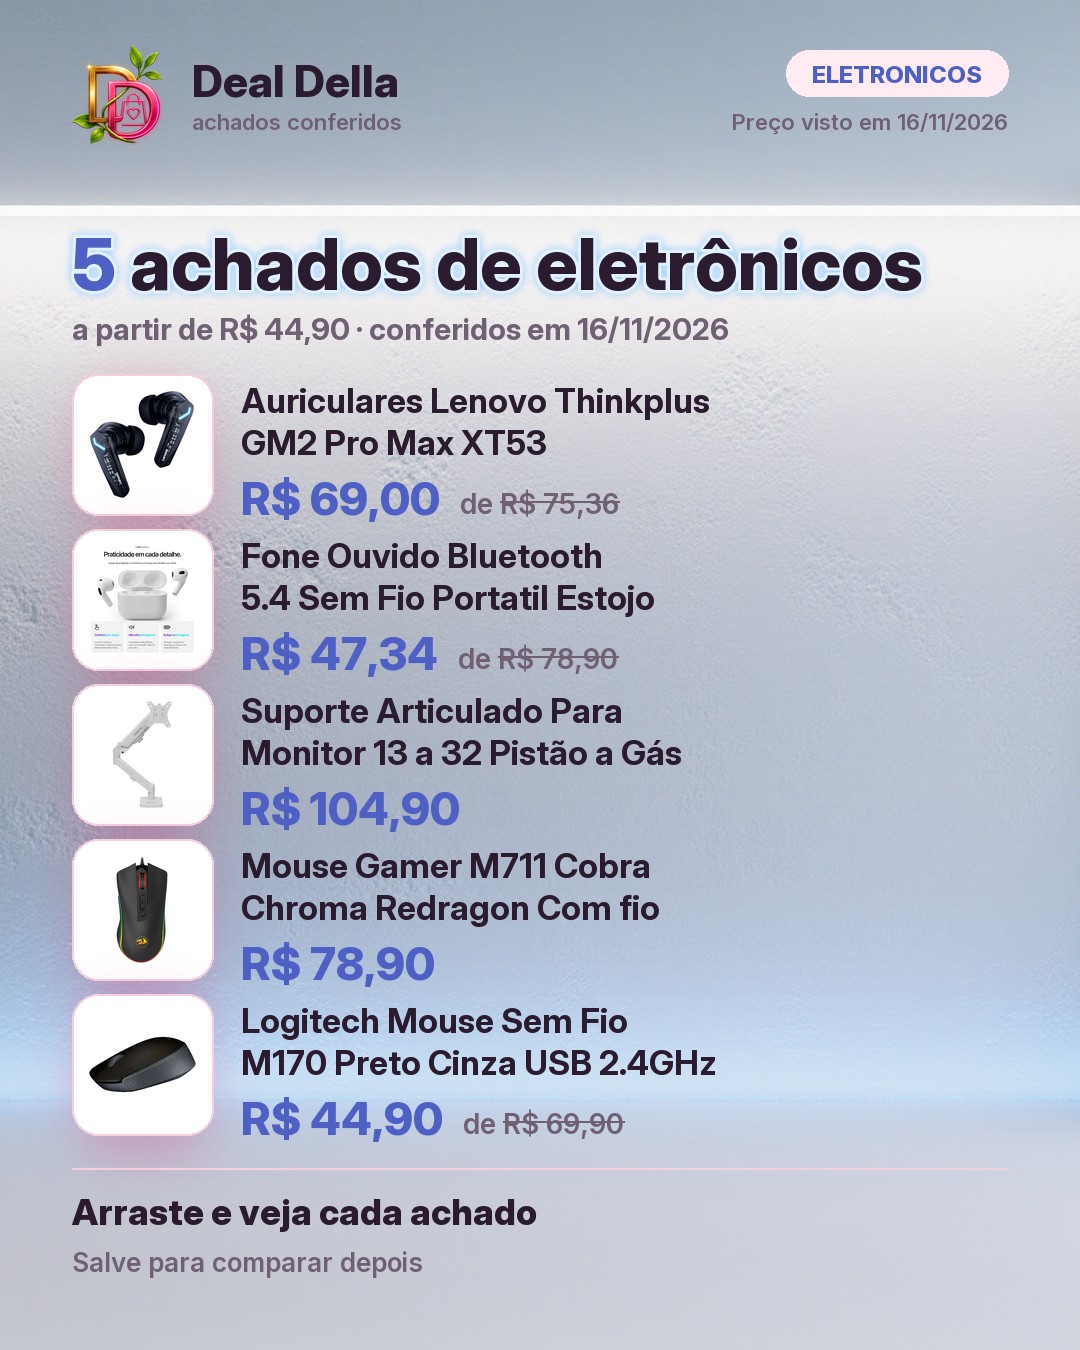 Deal Della
achados conferidos
ELETRONICOS
Preço visto em 16/11/2026
5 achados de eletrônicos
a partir de R$ 44,90 · conferidos em 16/11/2026
Auriculares Lenovo Thinkplus
GM2 Pro Max XT53
R$ 69,00 de R$ 75,36
Praticidade em cada detalhe.
Fone Ouvido Bluetooth
5.4 Sem Fio Portatil Estojo
R$ 47,34 de R$ 78,90
Suporte Articulado Para
Monitor 13 a 32 Pistão a Gás
R$ 104,90
Mouse Gamer M711 Cobra
Chroma Redragon Com fio
R$ 78,90
Logitech Mouse Sem Fio
M170 Preto Cinza USB 2.4GHz
R$ 44,90 de R$ 69,90
Arraste e veja cada achado
Salve para comparar depois